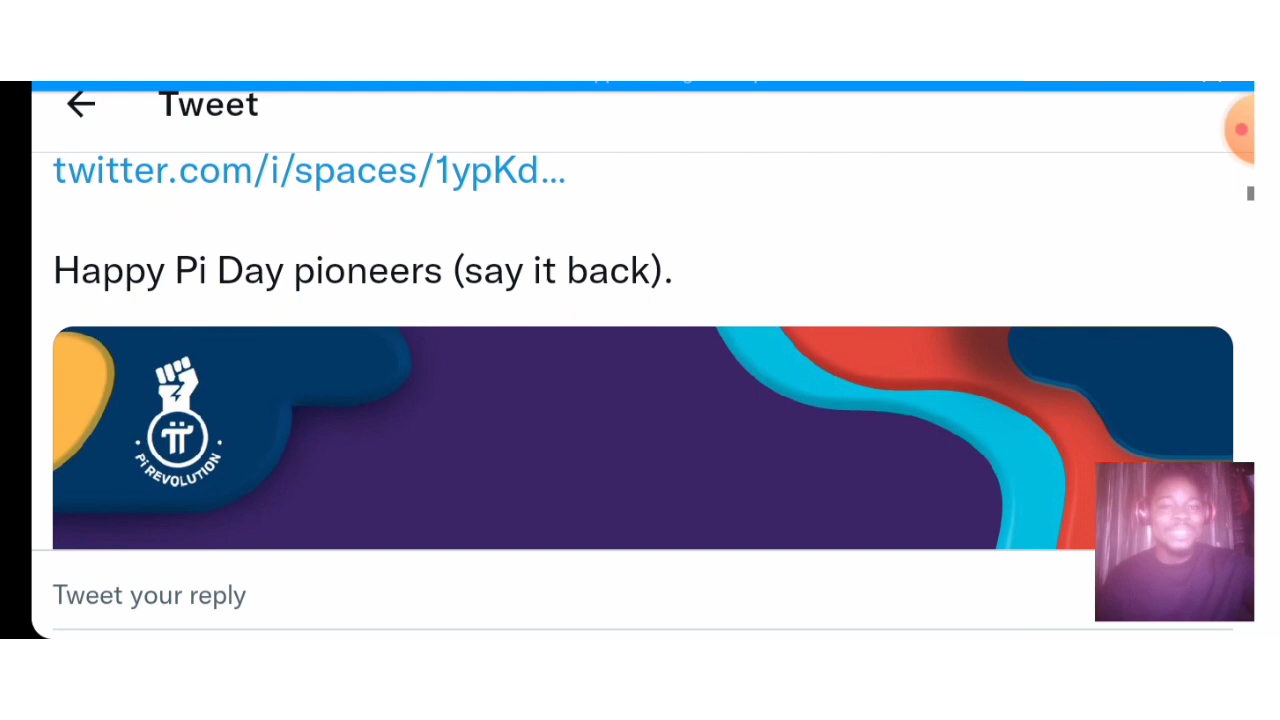 Tweet
twitter.com/i/spaces/1ypKd...
Happy Pi Day pioneers (say it back).
Pi REVOLUTION
Tweet your reply